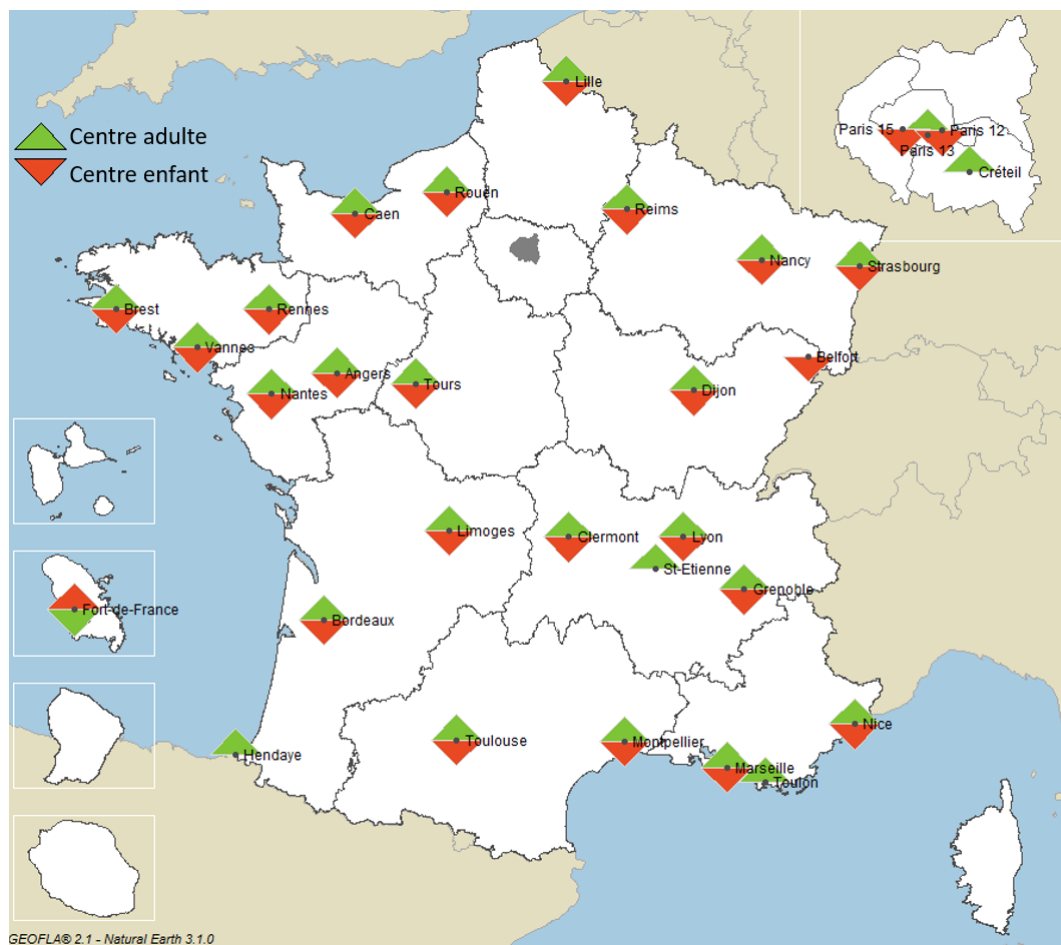 Lille
Centre adulte
Paris 15
Paris 12
Paris 13
Centre enfant
Créteil
Rouen
Reims
Caen
Nancy
Strasbourg
Brest
Rennes
Vannes
Belfort
Angers
Tours
Nantes
Dijon
Limoges
Clermont
Lyon
St-Etienne
Grenoble
Fort-de-France
Bordeaux
Nice
Toulouse
Montpellier
Hendaye
Marseille
Toulon
GEOFLA® 2.1 - Natural Earth 3.1.0